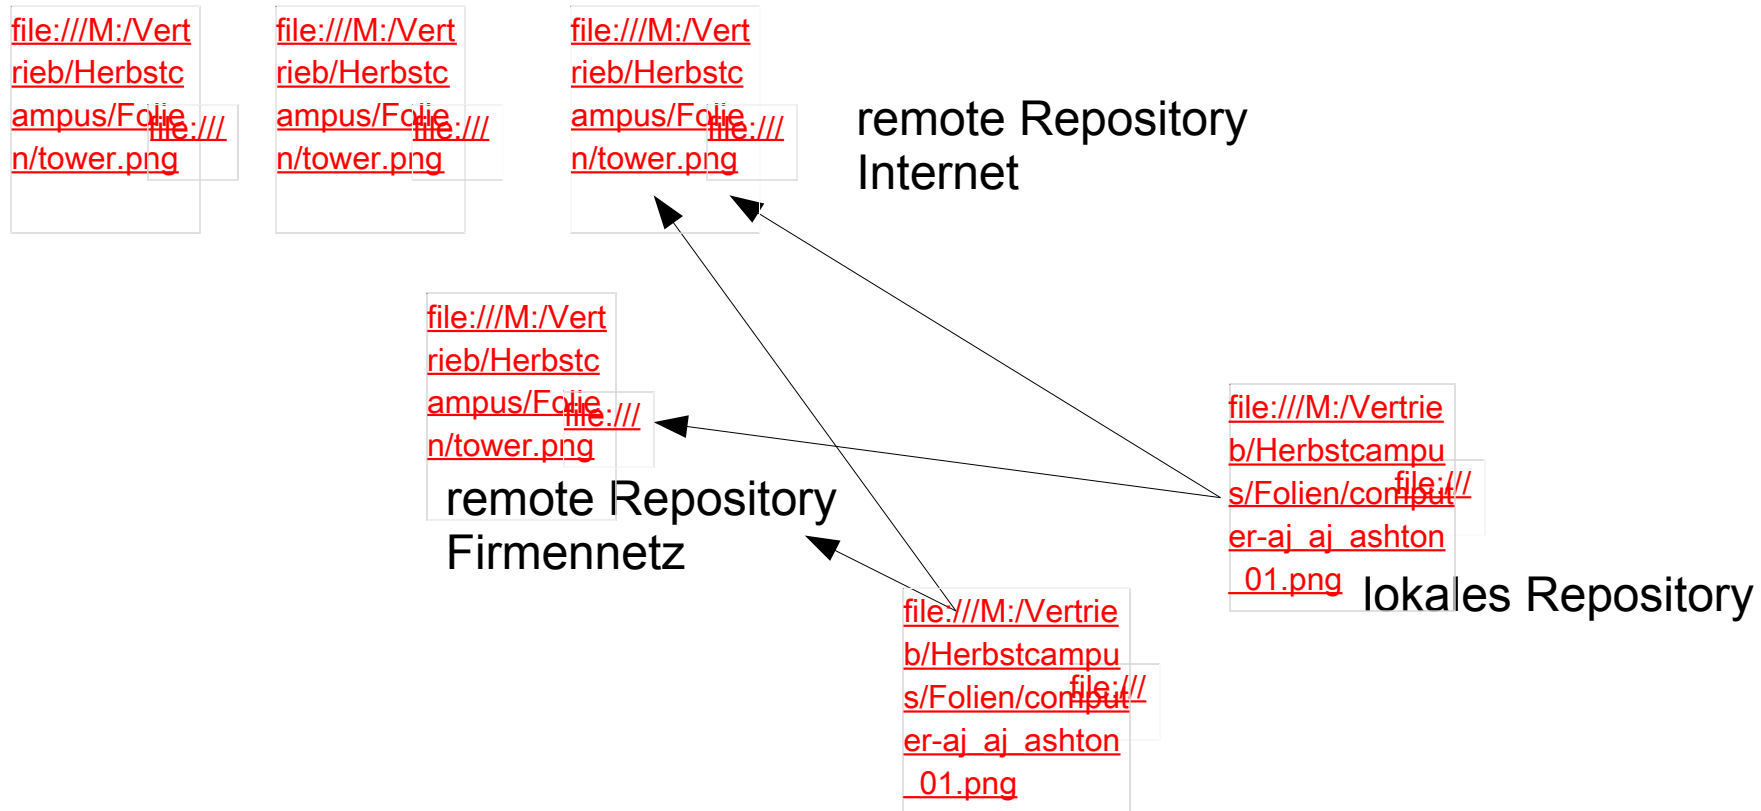 file:///M:/Vert
rieb/Herbstc
ampus/Folie
n/tower.png
file:///
file:///M:/Vert
rieb/Herbstc
ampus/Folie
n/tower.png
file:///
file:///M:/Vert
rieb/Herbstc
ampus/Folie
n/tower.png
file:///
remote Repository
Internet
file:///M:/Vert
rieb/Herbstc
ampus/Folie
n/tower.png
file:///
remote Repository
Firmennetz
file:///M:/Vertrie
b/Herbstcampu
s/Folien/comput
er-aj_aj_ashton
_01.png
file:///
lokales Repository
file:///M:/Vertrie
b/Herbstcampu
s/Folien/comput
er-aj_aj_ashton
_01.png
file:///